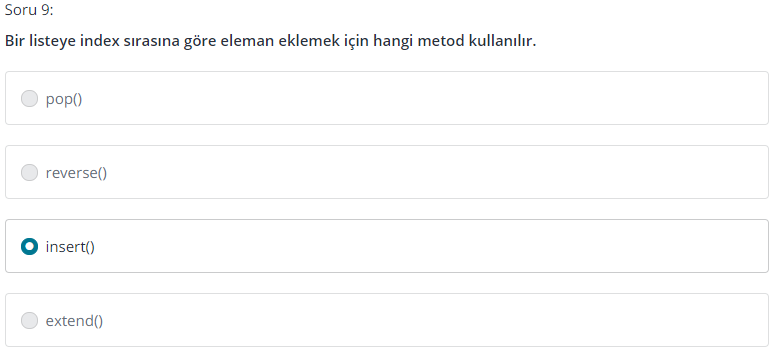 Soru 9:
Bir listeye index sırasına göre eleman eklemek için hangi metod kullanılır.
pop()
reverse()
insert()
extend()